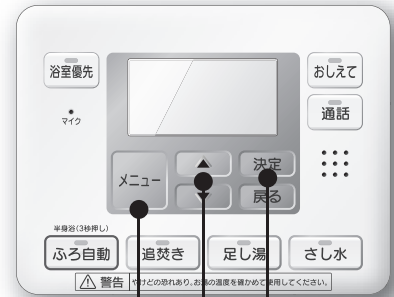 浴室優先
おしえて
マイク
通話
メニュー
▲
決定
▼
戻る
半身浴(3秒押し)
ふろ自動
追焚き
足し湯
さし水
警告
やけどの恐れあり、お湯の温度を確かめて使用してください。